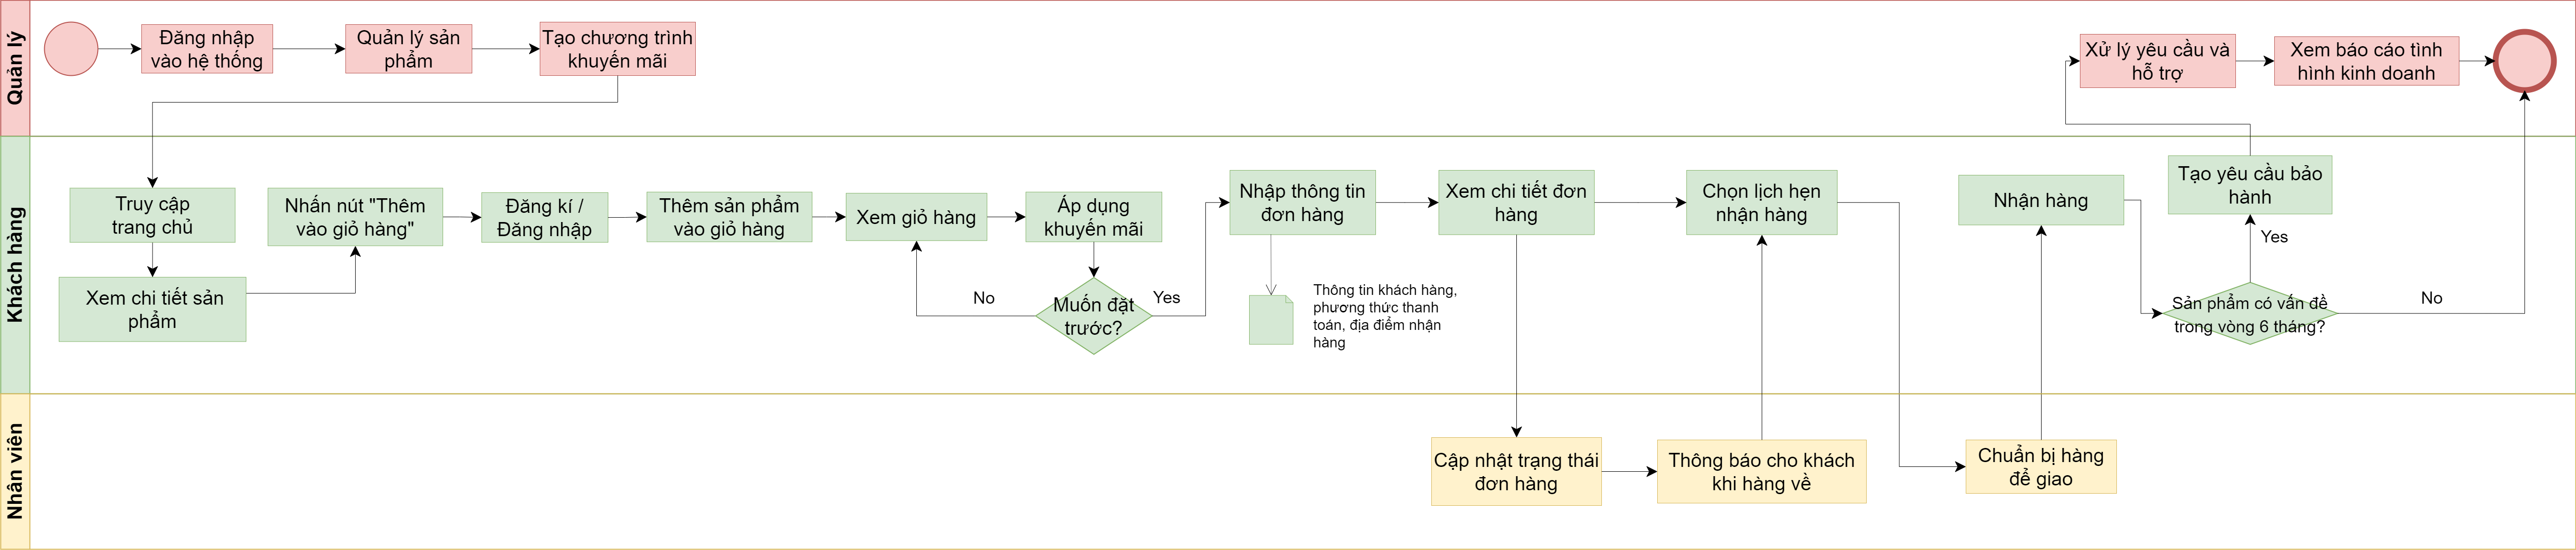 Quản lý
Đăng nhập
vào hệ thống
Quản lý sản
phẩm
Tạo chương trình
khuyến mãi
Xử lý yêu cầu và
hỗ trợ
Xem báo cáo tình
hình kinh doanh
Khách hàng
Truy cập
trang chủ
Xem chi tiết sản
phẩm
Nhấn nút "Thêm
vào giỏ hàng"
Đăng kí /
Đăng nhập
Thêm sản phẩm
vào giỏ hàng
Xem giỏ hàng
Áp dụng
khuyến mãi
Muốn đặt
trước?
No
Yes
Nhập thông tin
đơn hàng
Thông tin khách hàng,
phương thức thanh
toán, địa điểm nhận
hàng
Xem chi tiết đơn
hàng
Chọn lịch hẹn
nhận hàng
Nhận hàng
Tạo yêu cầu bảo
hành
Yes
Sản phẩm có vấn đề
trong vòng 6 tháng?
No
Nhân viên
Cập nhật trạng thái
đơn hàng
Thông báo cho khách
khi hàng về
Chuẩn bị hàng
để giao